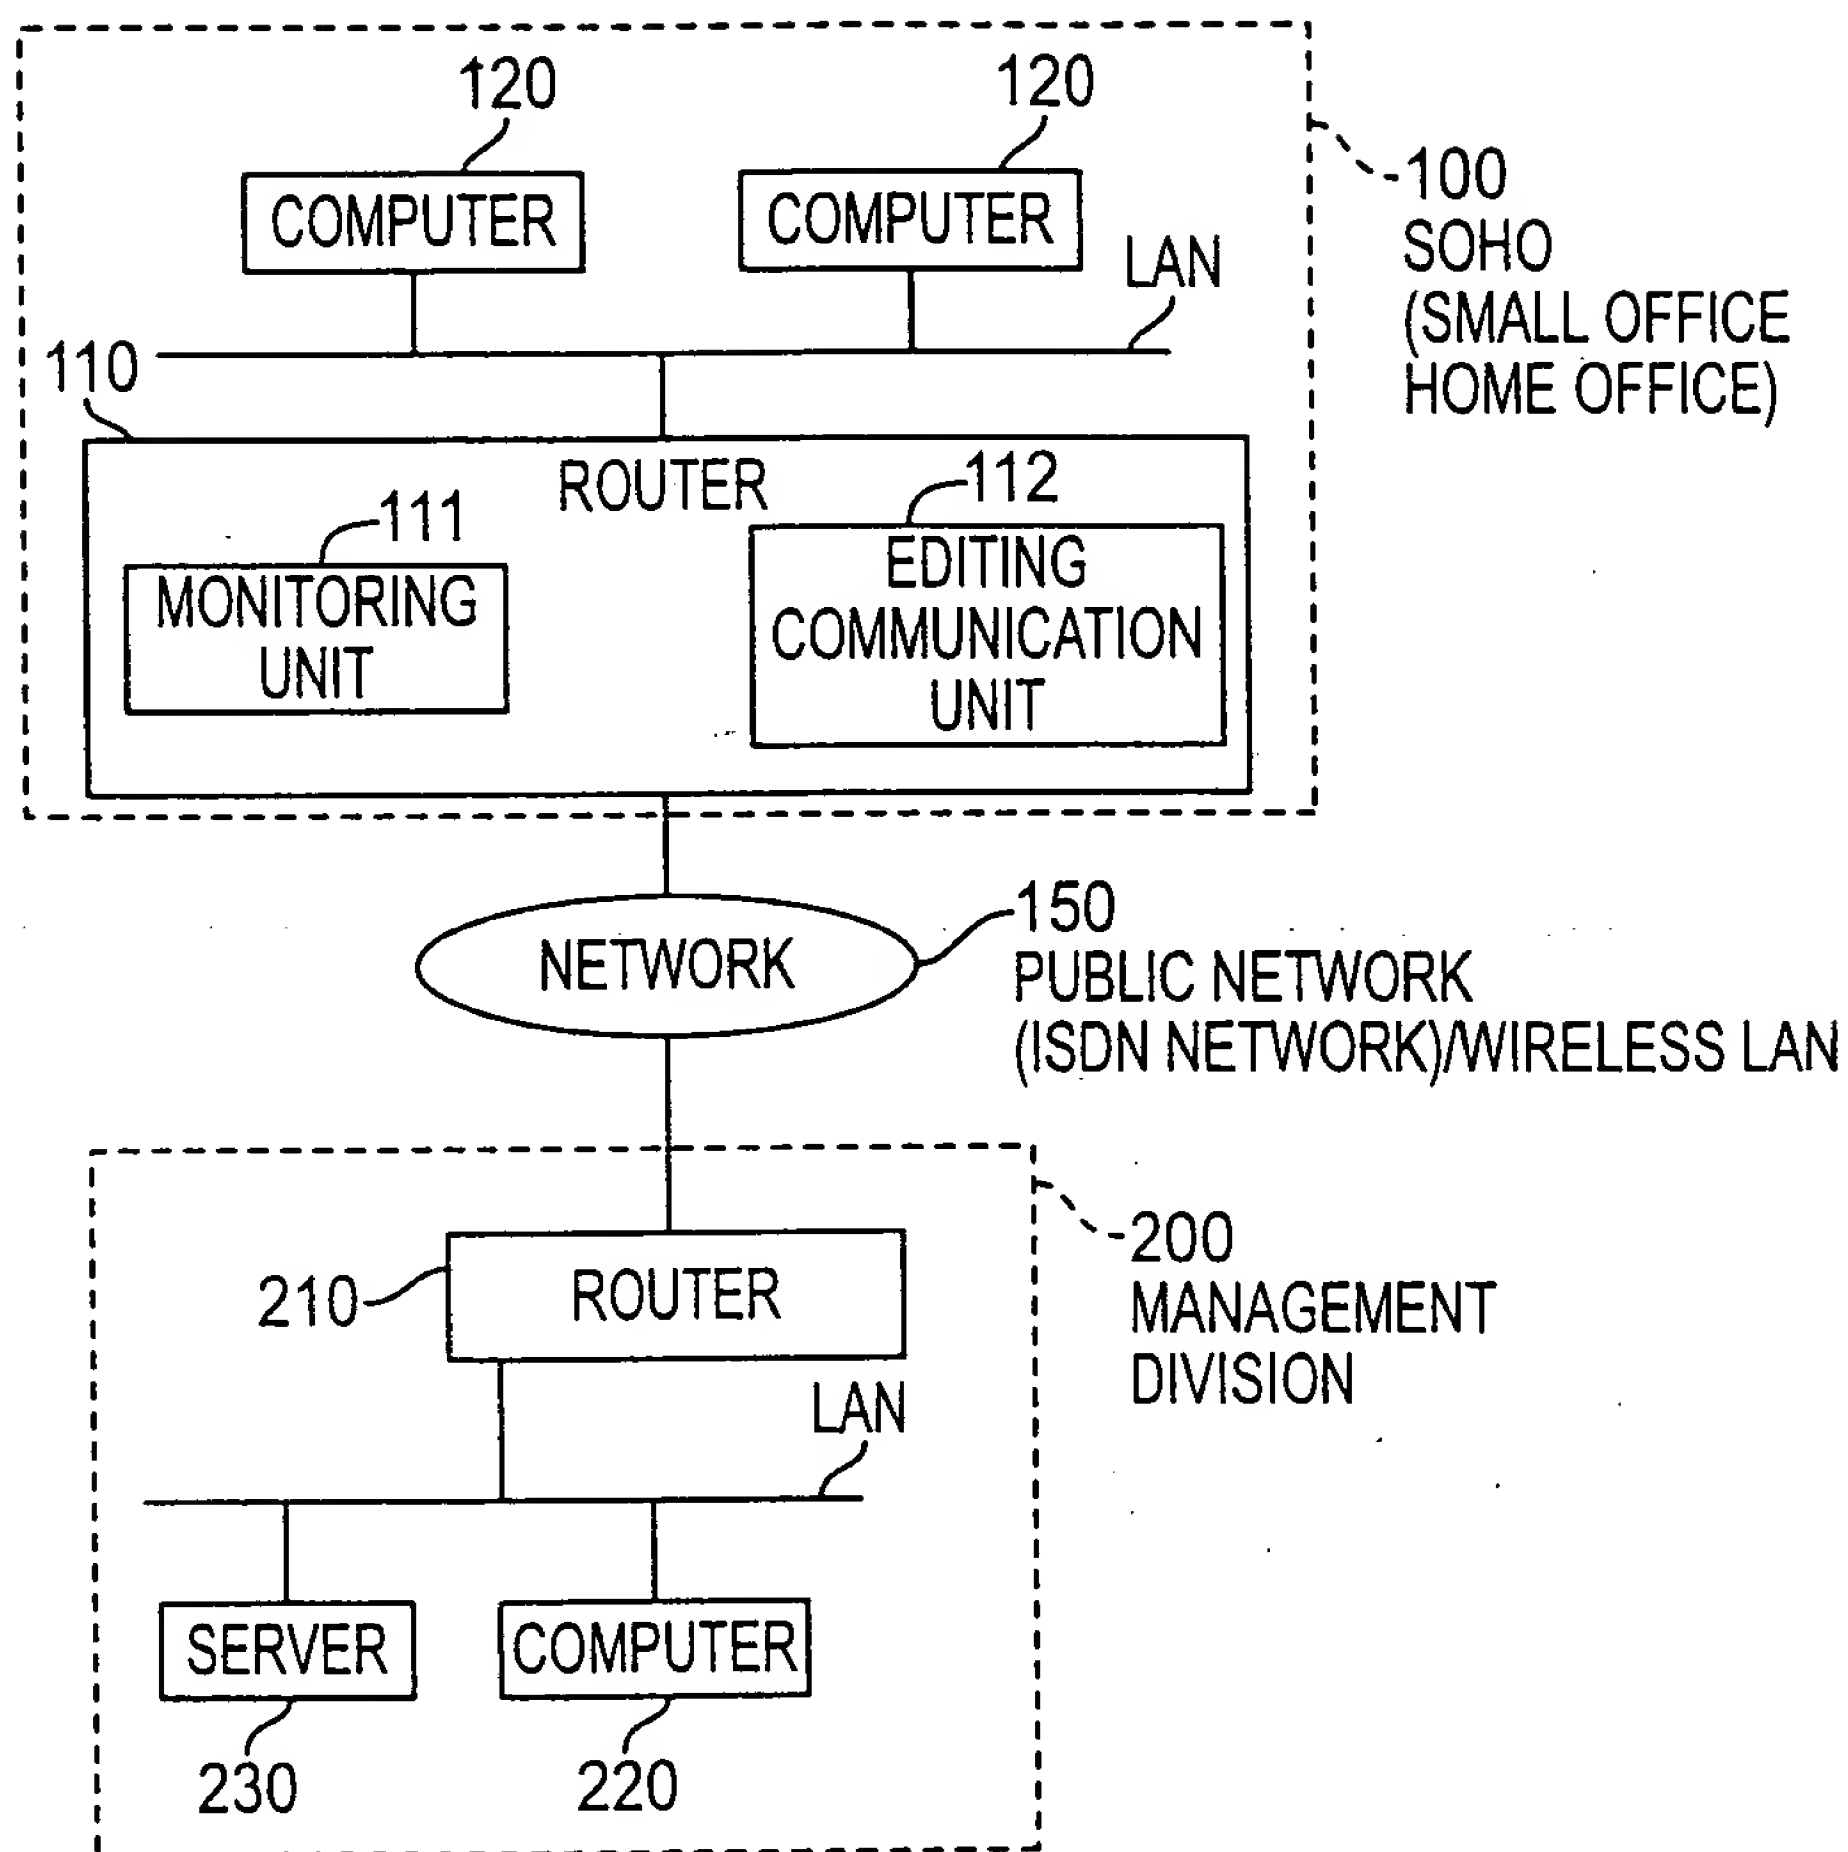 120
120
COMPUTER
COMPUTER
LAN
100
SOHO
(SMALL OFFICE
HOME OFFICE)
110
ROUTER
111
112
MONITORING
UNIT
EDITING
COMMUNICATION
UNIT
NETWORK
150
PUBLIC NETWORK
(ISDN NETWORK)/WIRELESS LAN
200
MANAGEMENT
DIVISION
210
ROUTER
LAN
SERVER
COMPUTER
230
220